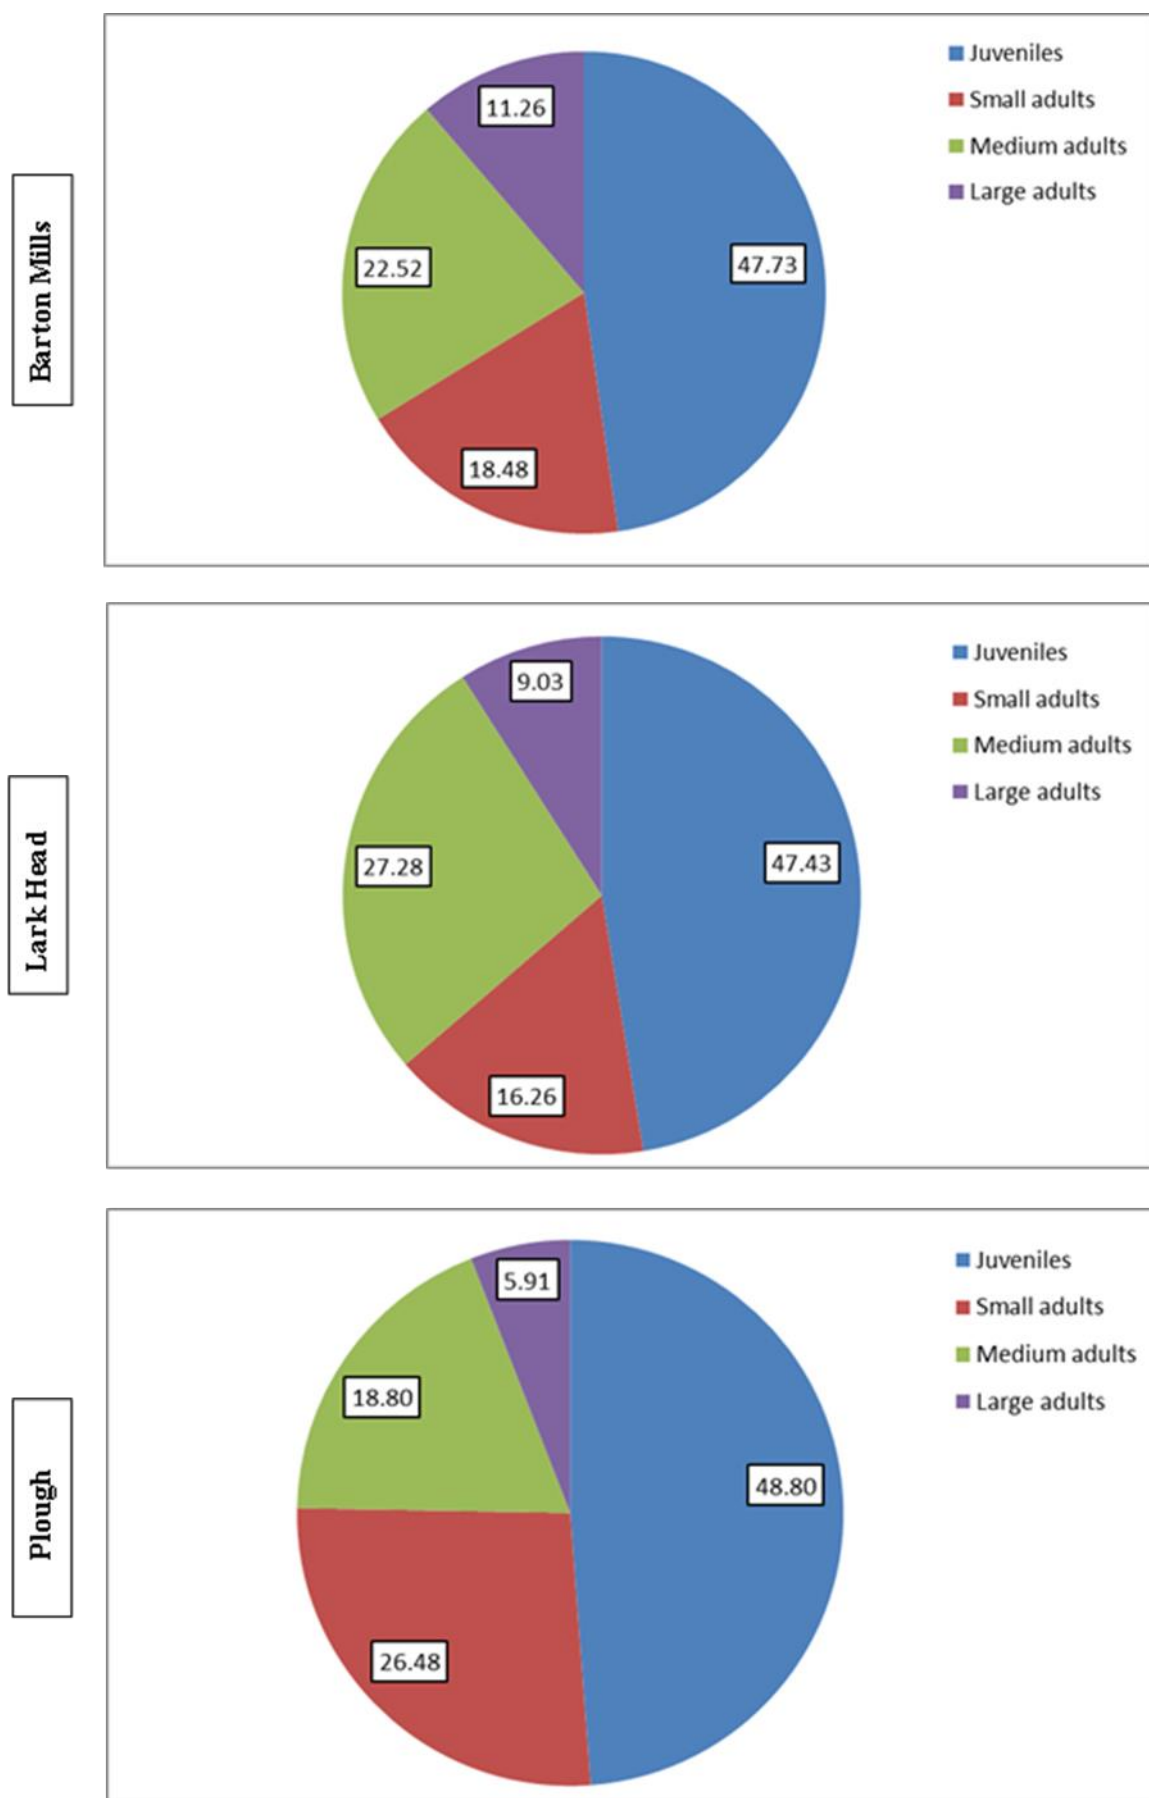 Barton Mills
11.26
22.52
47.73
18.48
Juveniles
Small adults
Medium adults
Large adults
Lark Head
9.03
27.28
47.43
16.26
Juveniles
Small adults
Medium adults
Large adults
Plough
5.91
18.80
48.80
26.48
Juveniles
Small adults
Medium adults
Large adults